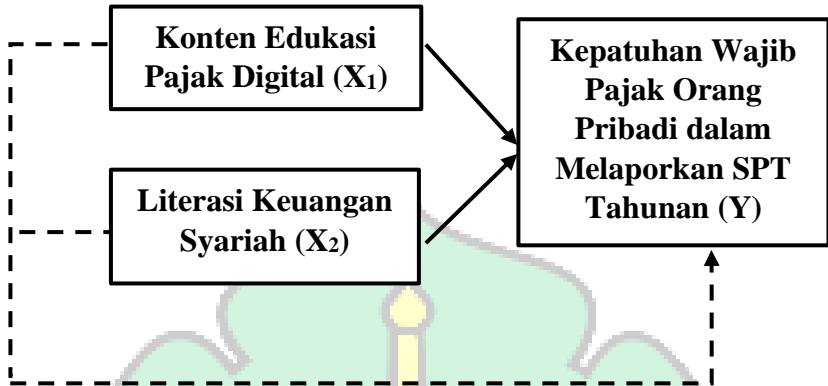 Konten Edukasi
Pajak Digital (X₁)
Literasi Keuangan
Syariah (X₂)
Kepatuhan Wajib
Pajak Orang
Pribadi dalam
Melaporkan SPT
Tahunan (Y)